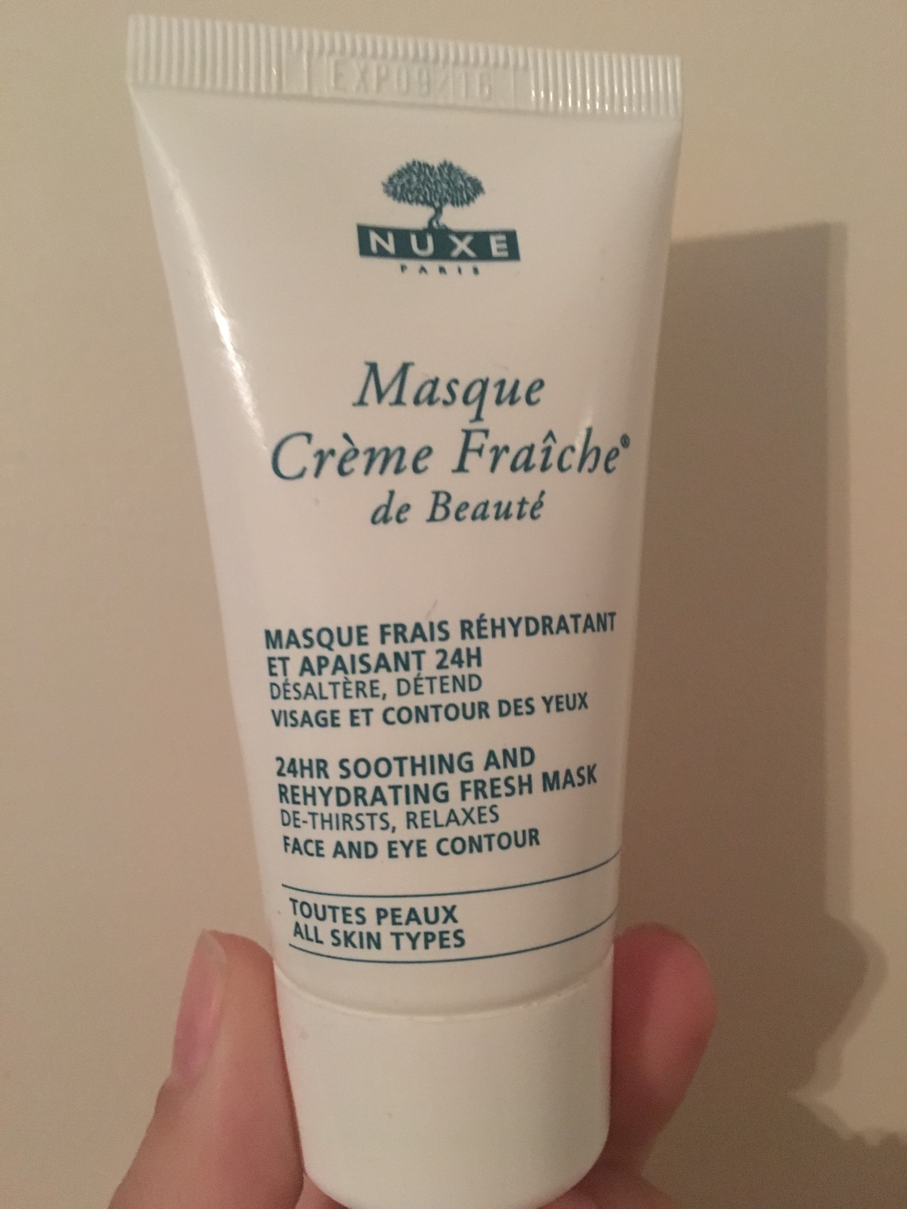 EXP09/16
NUXE
PARIS
Masque
Crème Fraîche®
de Beauté
MASQUE FRAIS RÉHYDRATANT
ET APAISANT 24H
DÉSALTÈRE, DÉTEND
VISAGE ET CONTOUR DES YEUX
24HR SOOTHING AND
REHYDRATING FRESH MASK
DE-THIRSTS, RELAXES
FACE AND EYE CONTOUR
TOUTES PEAUX
ALL SKIN TYPES